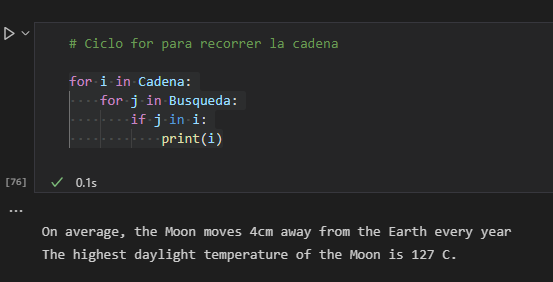 # Ciclo for para recorrer la cadena
for i in Cadena:
    for j in Busqueda:
        if j in i:
            print(i)
[76] 0.1s
...
On average, the Moon moves 4cm away from the Earth every year
The highest daylight temperature of the Moon is 127 C.